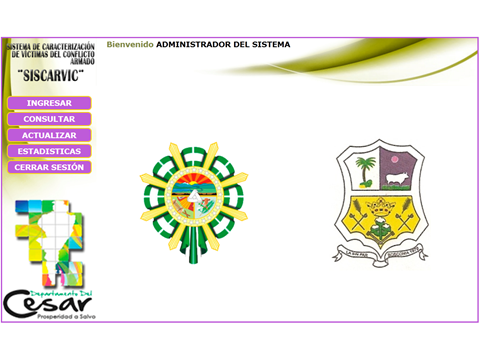 SISTEMA DE CARACTERIZACIÓN
DE VÍCTIMAS DEL CONFLICTO
ARMADO
¨SISCARVIC¨
Bienvenido ADMINISTRADOR DEL SISTEMA
INGRESAR
CONSULTAR
ACTUALIZAR
ESTADISTICAS
CERRAR SESIÓN
Departamento Del
Cesar
Prosperidad a Salvo